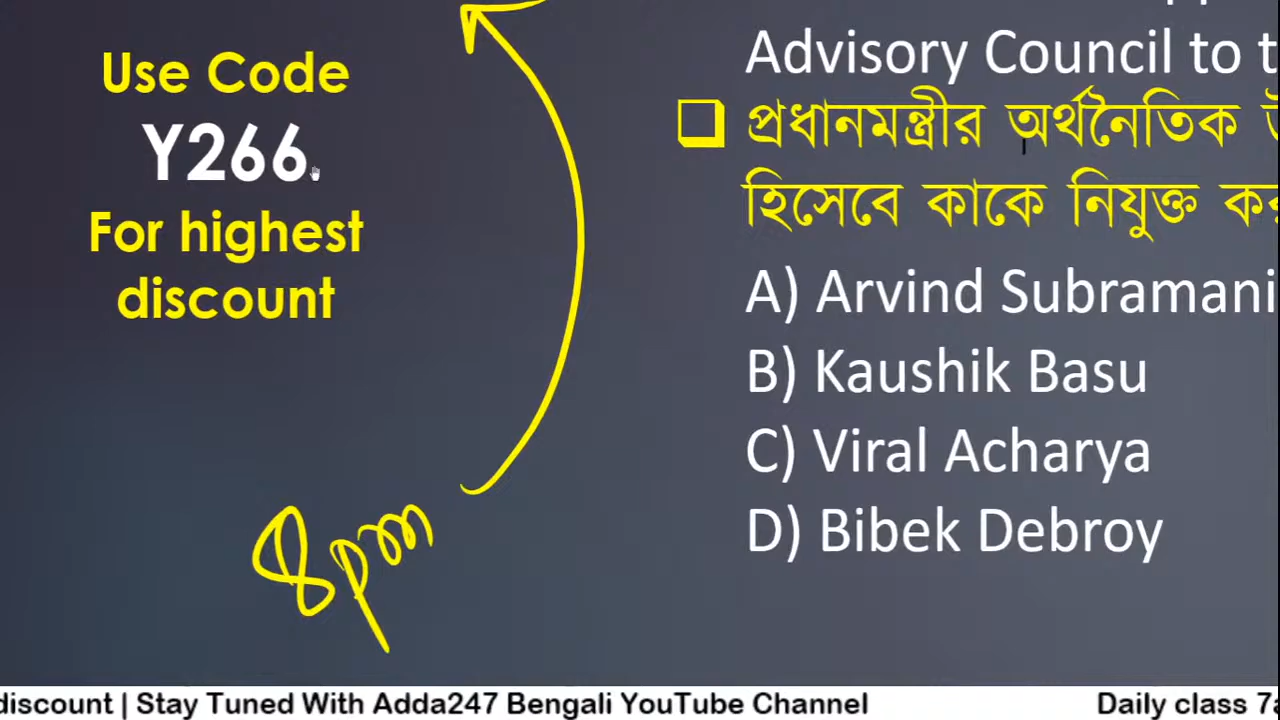 Use Code
Y266
For highest
discount
8pm
Advisory Council to t
❑ প্রধানমন্ত্রীর অর্থনৈতিক
হিসেবে কাকে নিযুক্ত
A) Arvind Subramani
B) Kaushik Basu
C) Viral Acharya
D) Bibek Debroy
discount | Stay Tuned With Adda247 Bengali YouTube Channel
Daily class 7a